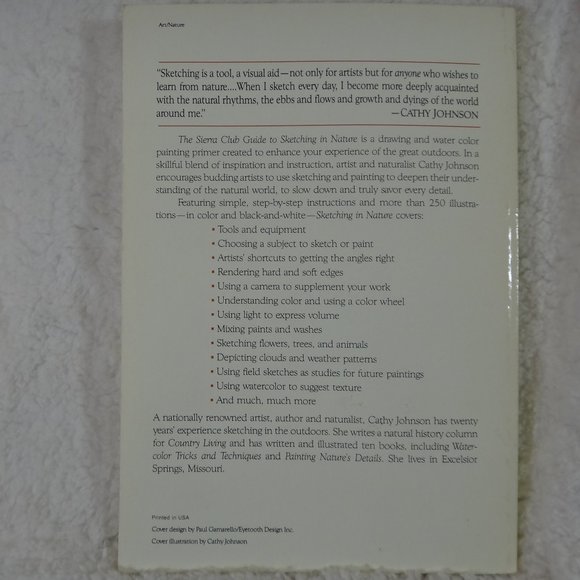 Art/Nature
"Sketching is a tool, a visual aid—not only for artists but for anyone who wishes to
learn from nature....When I sketch every day, I become more deeply acquainted
with the natural rhythms, the ebbs and flows and growth and dyings of the world
around me." —CATHY JOHNSON
The Sierra Club Guide to Sketching in Nature is a drawing and water color
painting primer created to enhance your experience of the great outdoors. In a
skillful blend of inspiration and instruction, artist and naturalist Cathy Johnson
encourages budding artists to use sketching and painting to deepen their under-
standing of the natural world, to slow down and truly savor every detail.
Featuring simple, step-by-step instructions and more than 250 illustra-
tions—in color and black-and-white—Sketching in Nature covers:
• Tools and equipment
• Choosing a subject to sketch or paint
• Artists' shortcuts to getting the angles right
• Rendering hard and soft edges
• Using a camera to supplement your work
• Understanding color and using a color wheel
• Using light to express volume
• Mixing paints and washes
• Sketching flowers, trees, and animals
• Depicting clouds and weather patterns
• Using field sketches as studies for future paintings
• Using watercolor to suggest texture
• And much, much more
A nationally renowned artist, author and naturalist, Cathy Johnson has twenty
years' experience sketching in the outdoors. She writes a natural history column
for Country Living and has written and illustrated ten books, including Water-
color Tricks and Techniques and Painting Nature's Details. She lives in Excelsior
Springs, Missouri.
Printed in USA
Cover design by Paul Gamarello/Eyetooth Design Inc.
Cover illustration by Cathy Johnson